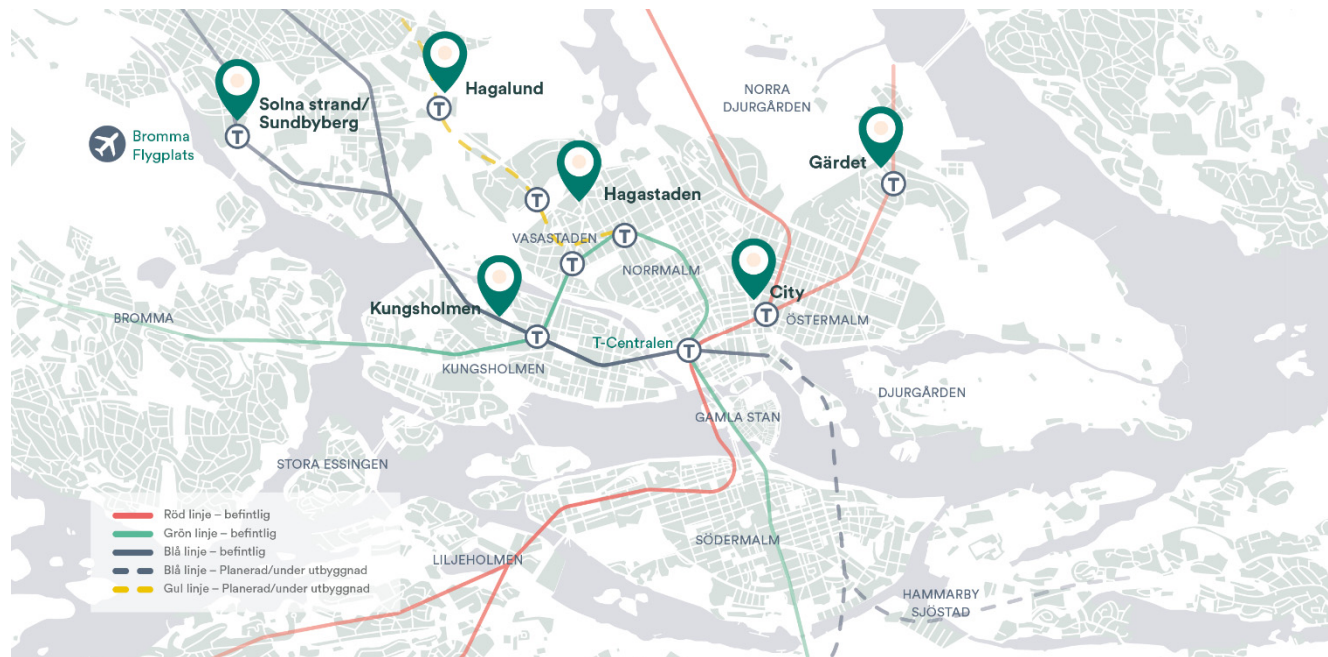 NORRA
DJURGÅRDEN
Hagalund
Solna strand/
Sundbyberg
T
T
Bromma
Flygplats
Gärdet
T
Hagastaden
T
VASASTADEN
T
T
NORRMALM
City
T
ÖSTERMALM
Kungsholmen
BROMMA
T
T-Centralen
T
KUNGSHOLMEN
DJURGÅRDEN
GAMLA STAN
STORA ESSINGEN
Röd linje – befintlig
Grön linje – befintlig
Blå linje – befintlig
Blå linje – Planerad/under utbyggnad
Gul linje – Planerad/under utbyggnad
LILJEHOLMEN
SÖDERMALM
HAMMARBY
SJÖSTAD